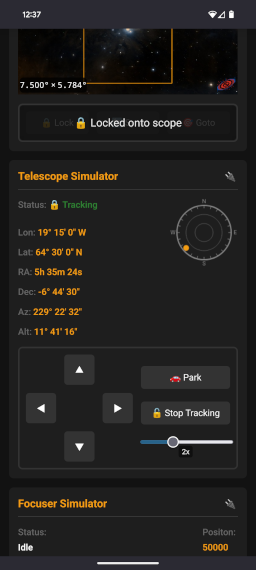 12:37
7.500° × 5.784°
🔒 Lock
🔒 Locked onto scope
Goto
Telescope Simulator
Status: 🔒 Tracking
N
W
E
S
Lon: 19° 15' 0" W
Lat: 64° 30' 0" N
RA: 5h 35m 24s
Dec: -6° 44' 30"
Az: 229° 22' 32"
Alt: 11° 41' 16"
🚗 Park
🔓 Stop Tracking
2x
Focuser Simulator
Status:
Positon:
Idle
50000